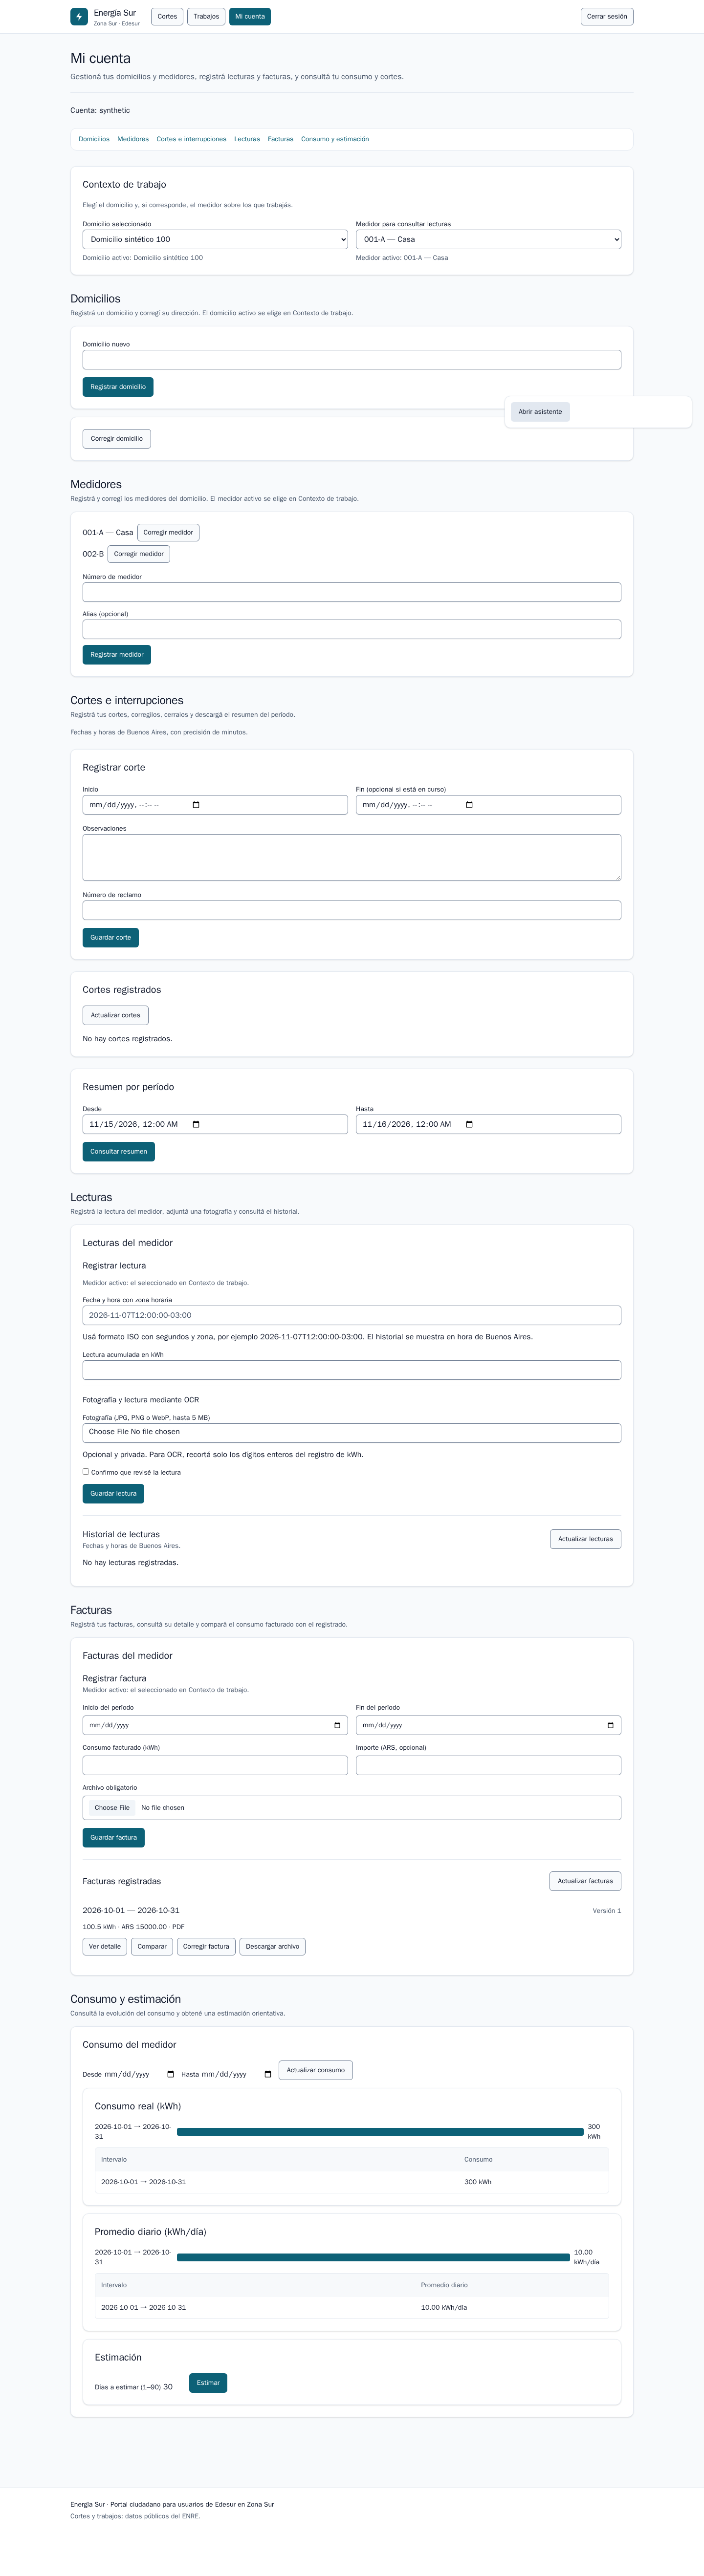 Energía Sur
Zona Sur · Edesur
Cortes
Trabajos
Mi cuenta
Cerrar sesión
Mi cuenta
Gestioná tus domicilios y medidores, registrá lecturas y facturas, y consultá tu consumo y cortes.
Cuenta: synthetic
Domicilios
Medidores
Cortes e interrupciones
Lecturas
Facturas
Consumo y estimación
Contexto de trabajo
Elegí el domicilio y, si corresponde, el medidor sobre los que trabajás.
Domicilio seleccionado
Medidor para consultar lecturas
Domicilio sintético 100
001-A — Casa
Domicilio activo: Domicilio sintético 100
Medidor activo: 001-A — Casa
Domicilios
Registrá un domicilio y corregí su dirección. El domicilio activo se elige en Contexto de trabajo.
Domicilio nuevo
Registrar domicilio
Abrir asistente
Corregir domicilio
Medidores
Registrá y corregí los medidores del domicilio. El medidor activo se elige en Contexto de trabajo.
001-A — Casa
Corregir medidor
002-B
Corregir medidor
Número de medidor
Alias (opcional)
Registrar medidor
Cortes e interrupciones
Registrá tus cortes, corregilos, cerralos y descargá el resumen del período.
Fechas y horas de Buenos Aires, con precisión de minutos.
Registrar corte
Inicio
Fin (opcional si está en curso)
mm/dd/yyyy, --:-- --
mm/dd/yyyy, --:-- --
Observaciones
Número de reclamo
Guardar corte
Cortes registrados
Actualizar cortes
No hay cortes registrados.
Resumen por período
Desde
Hasta
11/15/2026, 12:00 AM
11/16/2026, 12:00 AM
Consultar resumen
Lecturas
Registrá la lectura del medidor, adjuntá una fotografía y consultá el historial.
Lecturas del medidor
Registrar lectura
Medidor activo: el seleccionado en Contexto de trabajo.
Fecha y hora con zona horaria
2026-11-07T12:00:00-03:00
Usá formato ISO con segundos y zona, por ejemplo 2026-11-07T12:00:00-03:00. El historial se muestra en hora de Buenos Aires.
Lectura acumulada en kWh
Fotografía y lectura mediante OCR
Fotografía (JPG, PNG o WebP, hasta 5 MB)
Choose File No file chosen
Opcional y privada. Para OCR, recortá solo los dígitos enteros del registro de kWh.
Confirmo que revisé la lectura
Guardar lectura
Historial de lecturas
Fechas y horas de Buenos Aires.
Actualizar lecturas
No hay lecturas registradas.
Facturas
Registrá tus facturas, consultá su detalle y compará el consumo facturado con el registrado.
Facturas del medidor
Registrar factura
Medidor activo: el seleccionado en Contexto de trabajo.
Inicio del período
Fin del período
mm/dd/yyyy
mm/dd/yyyy
Consumo facturado (kWh)
Importe (ARS, opcional)
Archivo obligatorio
Choose File No file chosen
Guardar factura
Facturas registradas
Actualizar facturas
2026-10-01 — 2026-10-31
Versión 1
100.5 kWh · ARS 15000.00 · PDF
Ver detalle
Comparar
Corregir factura
Descargar archivo
Consumo y estimación
Consultá la evolución del consumo y obtené una estimación orientativa.
Consumo del medidor
Desde mm/dd/yyyy
Hasta mm/dd/yyyy
Actualizar consumo
Consumo real (kWh)
2026-10-01 → 2026-10-
31
300
kWh
Intervalo
Consumo
2026-10-01 → 2026-10-31
300 kWh
Promedio diario (kWh/día)
2026-10-01 → 2026-10-
31
10.00
kWh/día
Intervalo
Promedio diario
2026-10-01 → 2026-10-31
10.00 kWh/día
Estimación
Días a estimar (1–90) 30
Estimar
Energía Sur · Portal ciudadano para usuarios de Edesur en Zona Sur
Cortes y trabajos: datos públicos del ENRE.